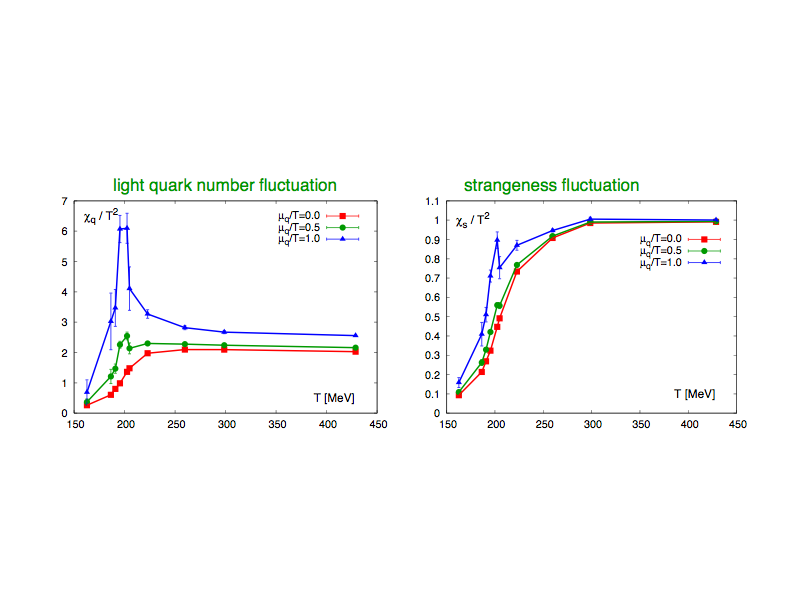 light quark number fluctuation
χq / T2
μq/T=0.0
μq/T=0.5
μq/T=1.0
7
6
5
4
3
2
1
0
T [MeV]
150 200 250 300 350 400 450
strangeness fluctuation
χs / T2
μq/T=0.0
μq/T=0.5
μq/T=1.0
1.1
1
0.9
0.8
0.7
0.6
0.5
0.4
0.3
0.2
0.1
0
T [MeV]
150 200 250 300 350 400 450